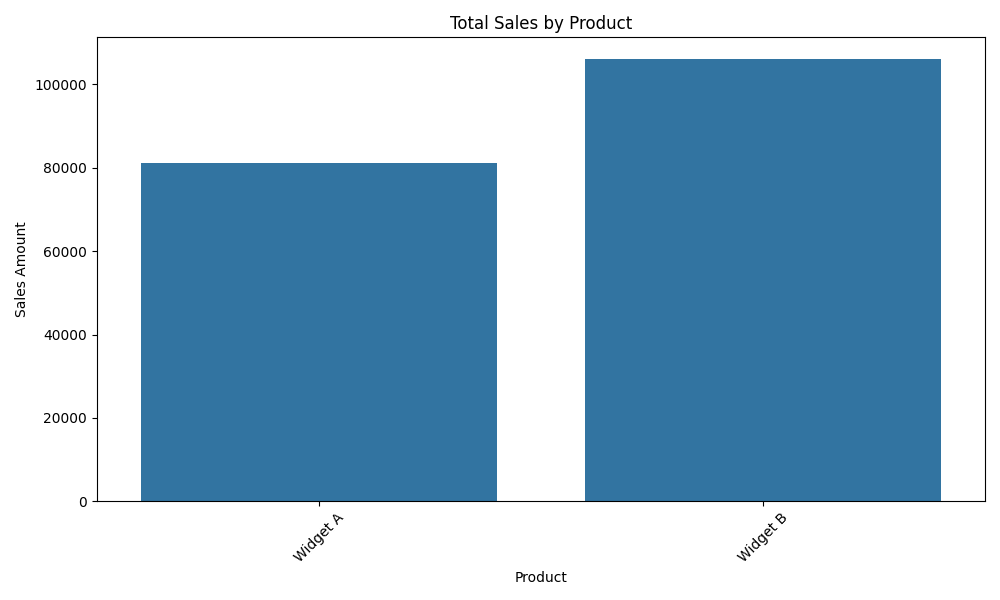 Total Sales by Product
Sales Amount
100000
80000
60000
40000
20000
0
Widget A
Widget B
Product